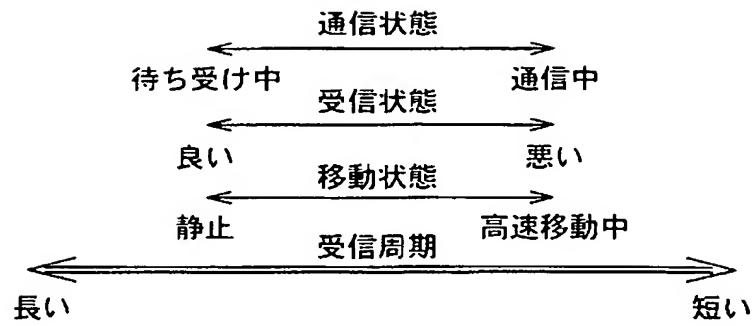 通信状態
待ち受け中 通信中
受信状態
良い 悪い
移動状態
静止 高速移動中
受信周期
長い 短い